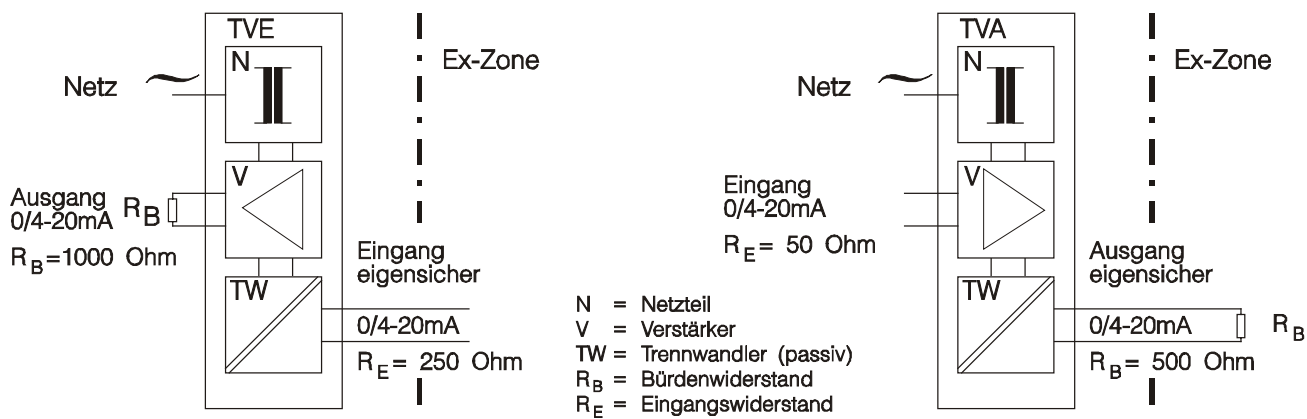 TVE
N
Netz
Ex-Zone
V
Ausgang
0/4-20mA
R_B
R_B=1000 Ohm
Eingang
eigensicher
TW
0/4-20mA
R_E= 250 Ohm
N = Netzteil
V = Verstärker
TW= Trennwandler (passiv)
R_B = Bürdenwiderstand
R_E = Eingangswiderstand
TVA
N
Netz
Ex-Zone
V
Eingang
0/4-20mA
R_E= 50 Ohm
Ausgang
eigensicher
TW
0/4-20mA
R_B
R_B= 500 Ohm